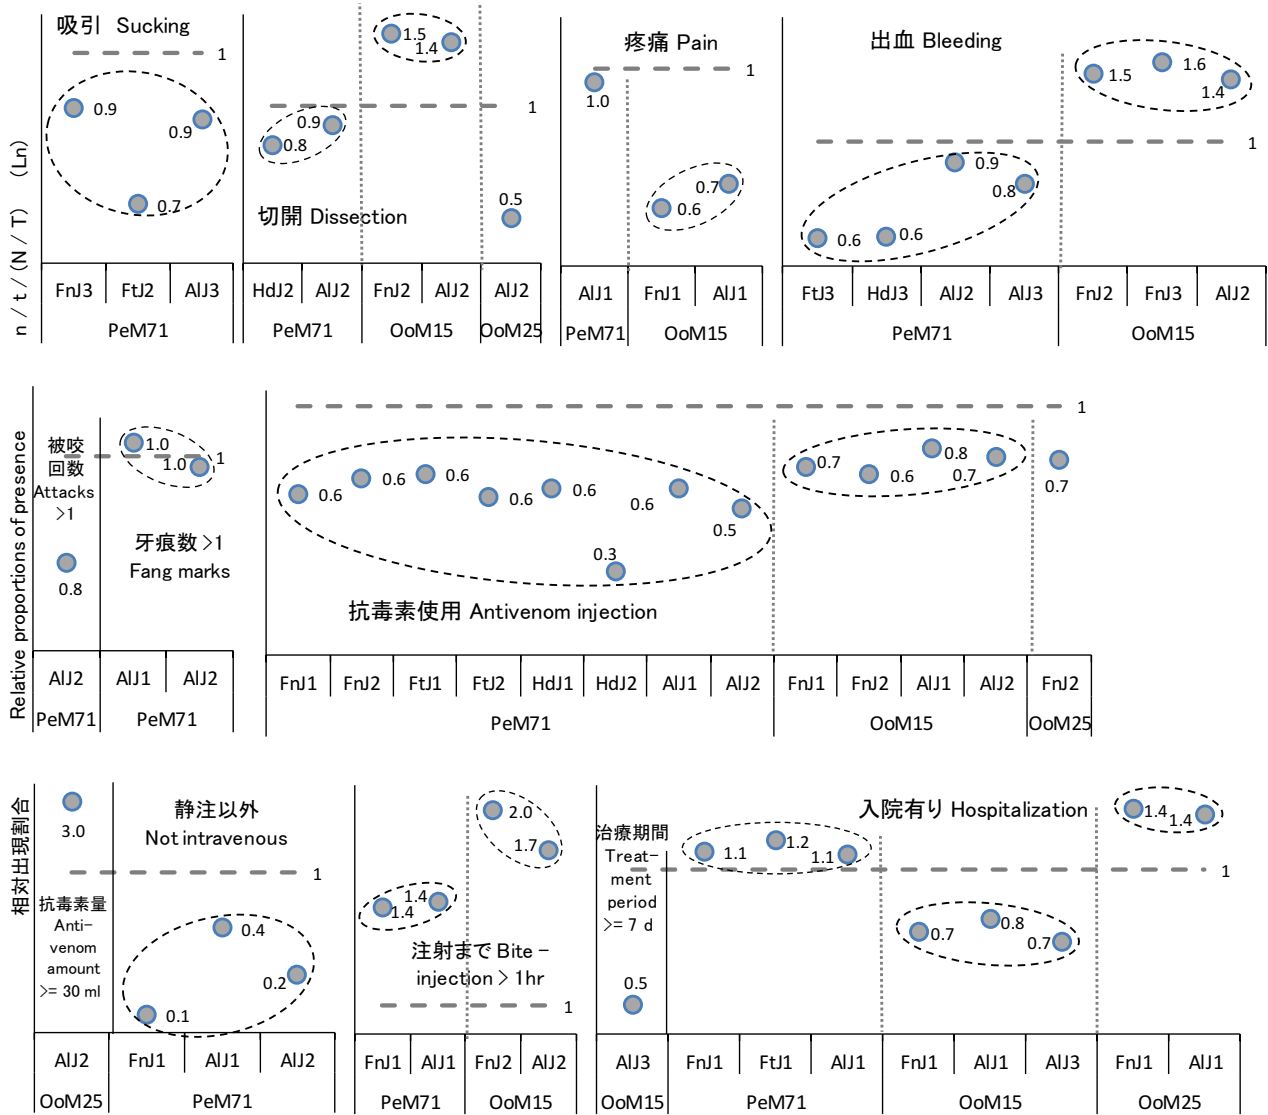 吸引 Sucking
1
0.9
0.9
0.7
FnJ3 FtJ2 AlJ3
PeM71
1
0.8
0.9
1.5
1.4
0.5
切開 Dissection
HdJ2 AlJ2 FnJ2 AlJ2 AlJ2
PeM71 OoM15 OoM25
疼痛 Pain
1
1.0
0.6
0.7
AlJ1 FnJ1 AlJ1
PeM71 OoM15
出血 Bleeding
1.5
1.6
1.4
1
0.9
0.8
0.6
0.6
FtJ3 HdJ3 AlJ2 AlJ3 FnJ2 FnJ3 AlJ2
PeM71 OoM15
n / t / (N / T) (Ln)
Relative proportions of presence
相対出現割合
被咬
回数
Attacks
>1
0.8
1.0
1.0
1
牙痕数 >1
Fang marks
AlJ2 AlJ1 AlJ2
PeM71 PeM71
1
0.6
0.6
0.6
0.6
0.6
0.3
0.6
0.5
0.7
0.6
0.8
0.7
0.7
抗毒素使用 Antivenom injection
FnJ1 FnJ2 FtJ1 FtJ2 HdJ1 HdJ2 AlJ1 AlJ2 FnJ1 FnJ2 AlJ1 AlJ2 FnJ2
PeM71 OoM15 OoM25
3.0
抗毒素量
Anti-
venom
amount
>= 30 ml
静注以外
Not intravenous
1
0.4
0.2
0.1
AlJ2 FnJ1 AlJ1 AlJ2
OoM25 PeM71
2.0
1.7
1.4
1.4
注射まで Bite -
injection > 1hr
1
FnJ1 AlJ1 FnJ2 AlJ2
PeM71 OoM15
治療期間
Treat-
ment
period
>= 7 d
0.5
入院有り Hospitalization
1.1
1.2
1.1
1.4
1.4
1
0.7
0.8
0.7
AlJ3 FnJ1 FtJ1 AlJ1 FnJ1 AlJ1 AlJ3 FnJ1 AlJ1
OoM15 PeM71 OoM15 OoM25